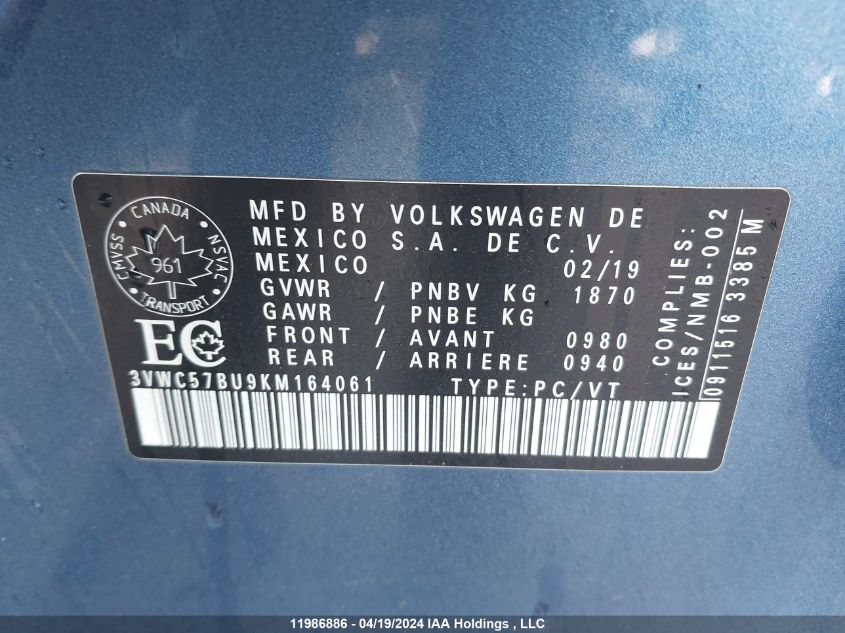 CANADA
CMVSS
NSVAC
961
TRANSPORT
EC
MFD BY VOLKSWAGEN DE
MEXICO S.A. DE C.V.
MEXICO 02/19
GVWR / PNBV KG 1870
GAWR / PNBE KG
FRONT / AVANT 0980
REAR / ARRIERE 0940
3VWC57BU9KM164061 TYPE:PC/VT
COMPLIES:
ICES/NMB-002
09115163385 M
11986886 - 04/19/2024 IAA Holdings , LLC